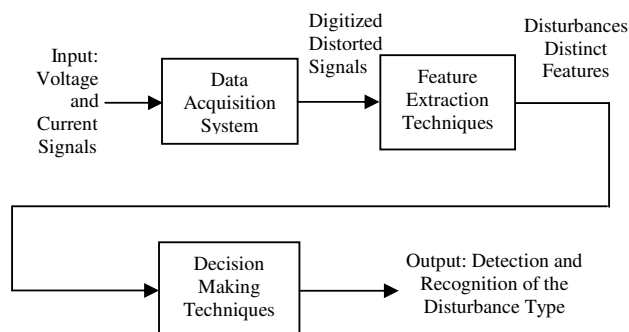 Input:
Voltage
and
Current
Signals
Data
Acquisition
System
Digitized
Distorted
Signals
Feature
Extraction
Techniques
Disturbances
Distinct
Features
Decision
Making
Techniques
Output: Detection and
Recognition of the
Disturbance Type